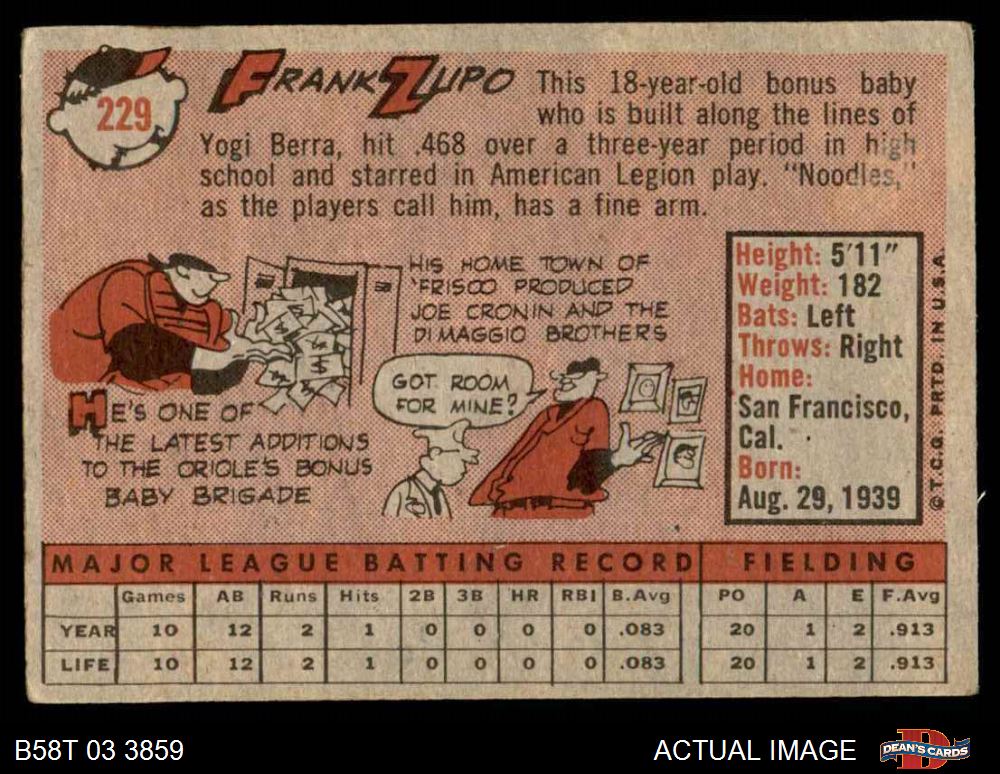 229
FRANK ZUPO
This 18-year-old bonus baby
who is built along the lines of
Yogi Berra, hit .468 over a three-year period in high
school and starred in American Legion play. "Noodles,"
as the players call him, has a fine arm.
HIS HOME TOWN OF
'FRISCO PRODUCED
JOE CRONIN AND THE
DIMAGGIO BROTHERS
HE'S ONE OF
THE LATEST ADDITIONS
TO THE ORIOLE'S BONUS
BABY BRIGADE
GOT ROOM
FOR MINE?
Height: 5'11"
Weight: 182
Bats: Left
Throws: Right
Home:
San Francisco,
Cal.
Born:
Aug. 29, 1939
©T.C.G. PRTD. IN U.S.A.
MAJOR LEAGUE BATTING RECORD FIELDING
Games AB Runs Hits 2B 3B HR RBI B.Avg PO A E F.Avg
YEAR 10 12 2 1 0 0 0 0 .083 20 1 2 .913
LIFE 10 12 2 1 0 0 0 0 .083 20 1 2 .913
B58T 03 3859 ACTUAL IMAGE DEAN'S CARDS